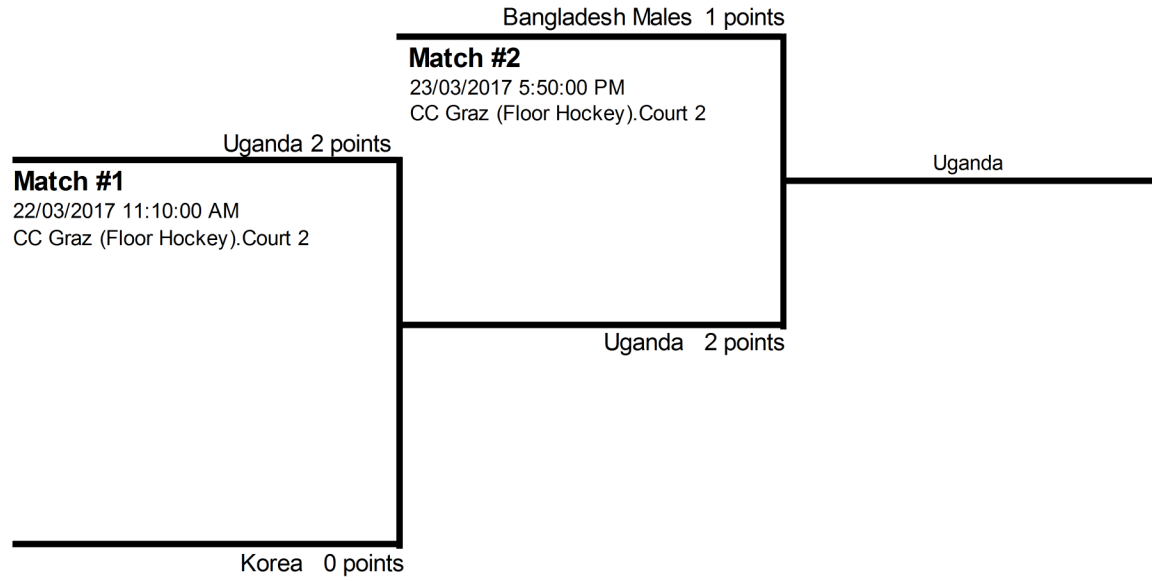 Bangladesh Males 1 points
Match #2
23/03/2017 5:50:00 PM
CC Graz (Floor Hockey).Court 2
Uganda 2 points
Match #1
22/03/2017 11:10:00 AM
CC Graz (Floor Hockey).Court 2
Uganda
Uganda 2 points
Korea 0 points